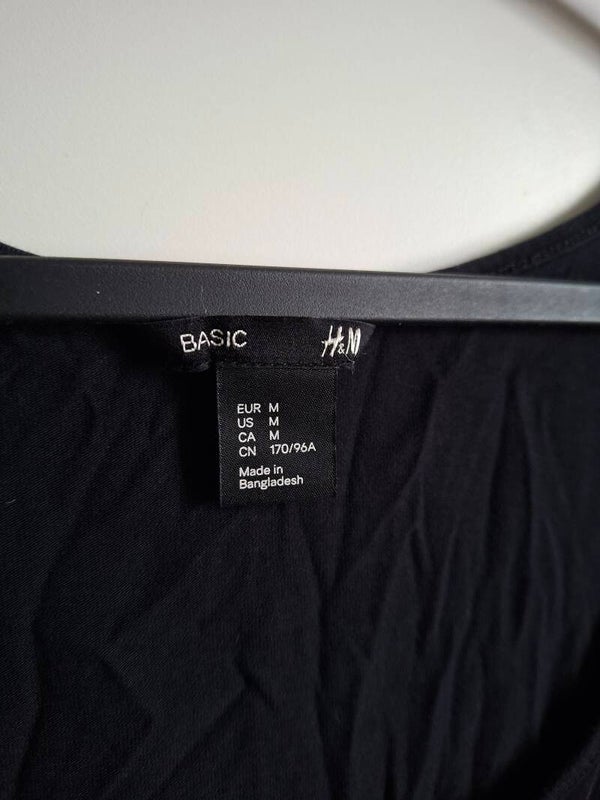 BASIC H&M
EUR M
US M
CA M
CN 170/96A
Made in
Bangladesh